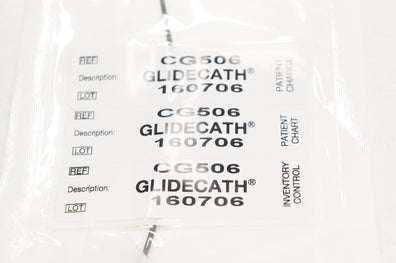 REF CG506
Description: GLIDECATH®
LOT 160706
PATIENT CHARGE
REF CG506
Description: GLIDECATH®
LOT 160706
PATIENT CHART
REF CG506
Description: GLIDECATH®
LOT 160706
INVENTORY CONTROL